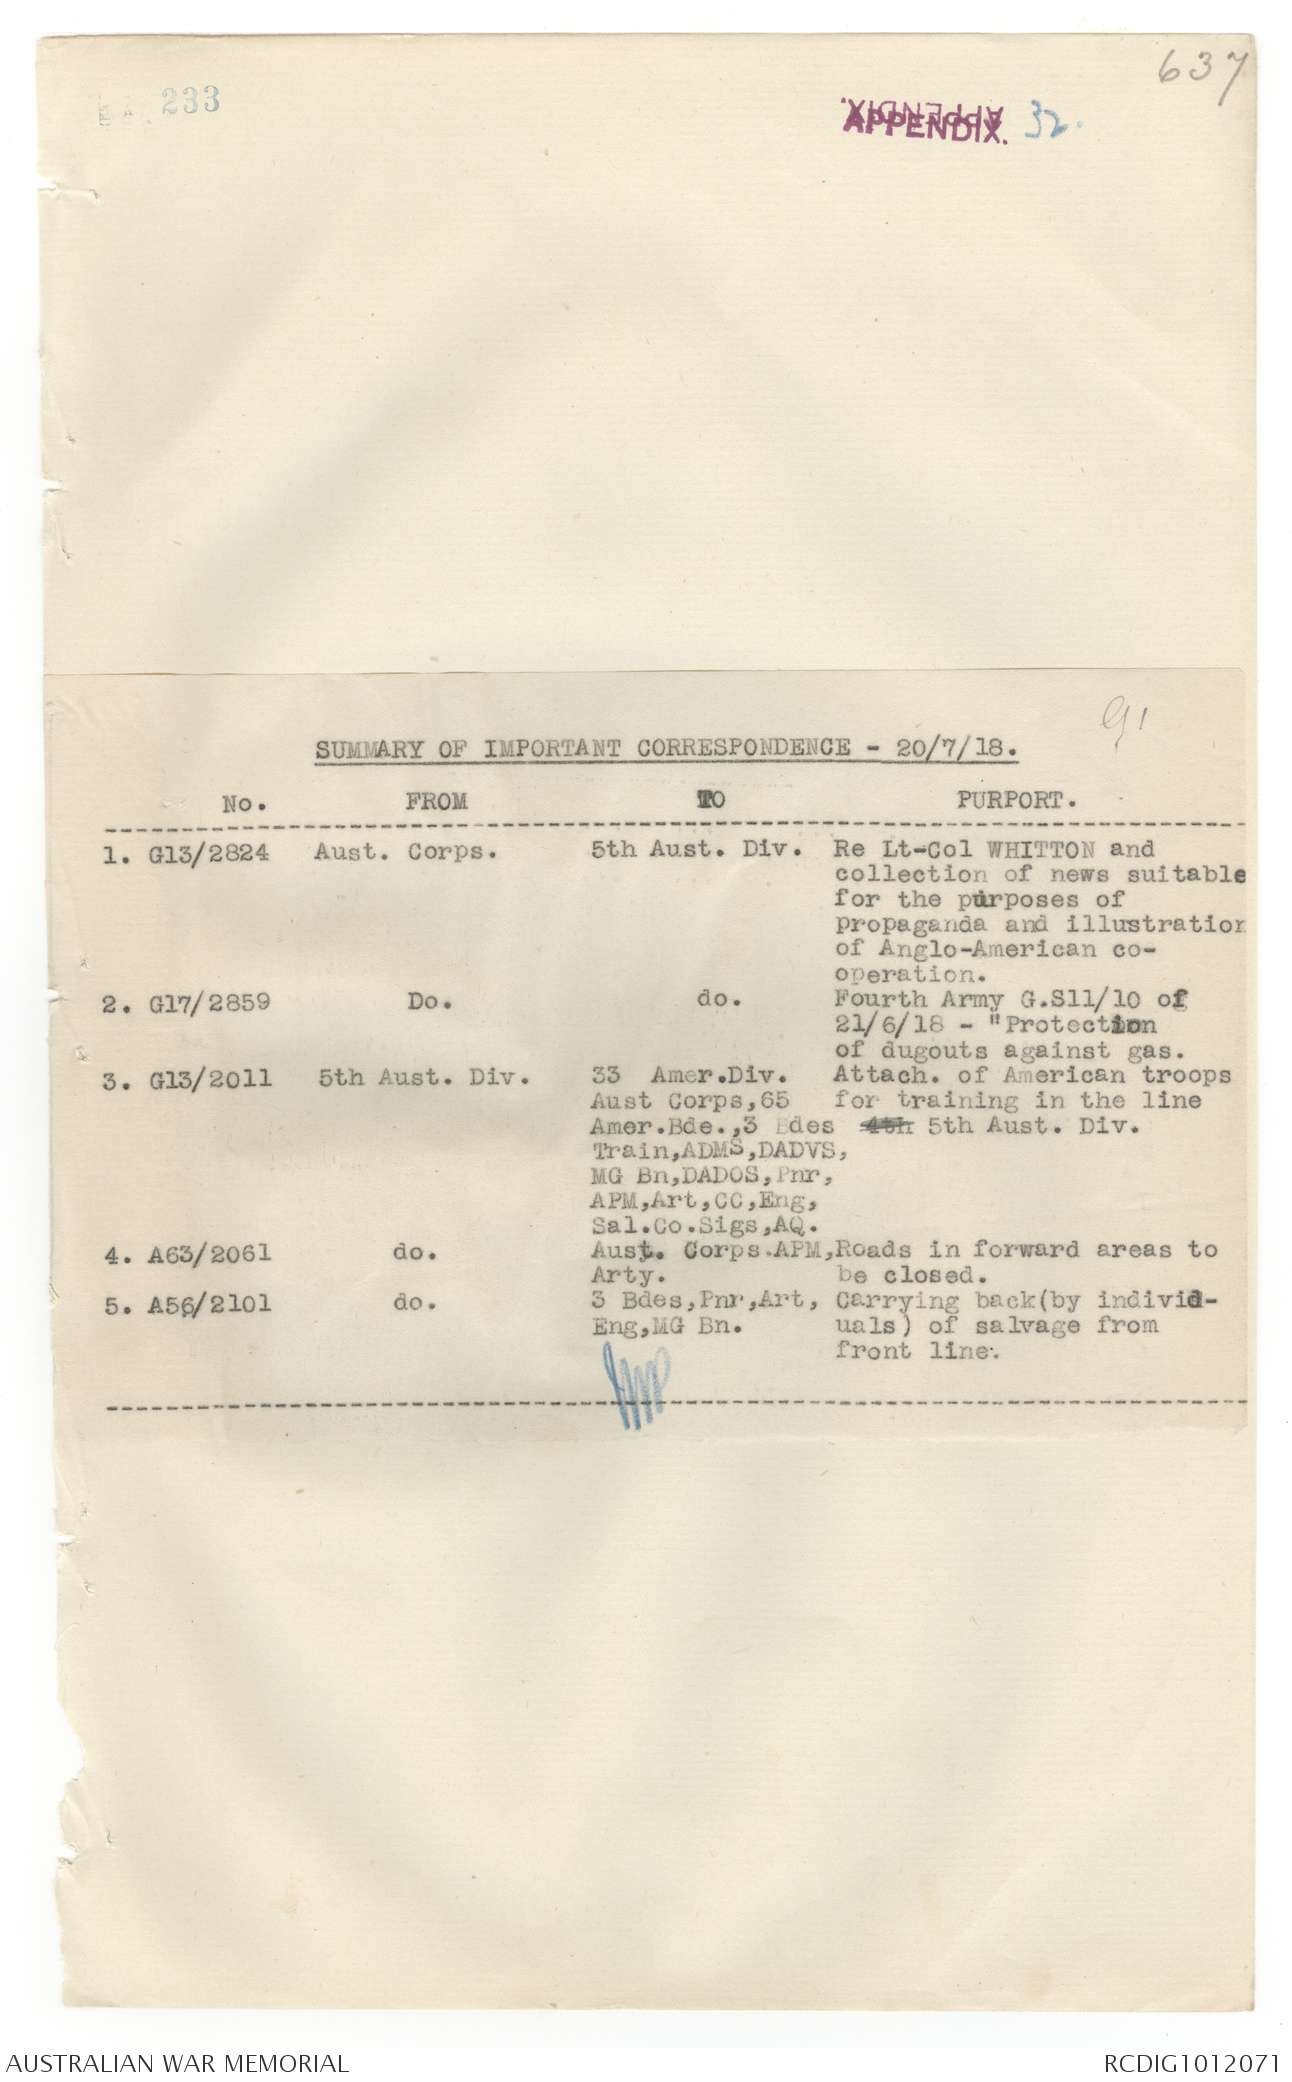 637
233
APPENDIX. 32.
SUMMARY OF IMPORTANT CORRESPONDENCE - 20/7/18.
No. FROM TO PURPORT.
1. G13/2824 Aust. Corps. 5th Aust. Div. Re Lt-Col WHITTON and
collection of news suitable
for the purposes of
propaganda and illustration
of Anglo-American co-
operation.
2. G17/2859 Do. do. Fourth Army G.S11/10 of
21/6/18 - "Protection
of dugouts against gas.
3. G13/2011 5th Aust. Div. 33 Amer.Div. Attach. of American troops
Aust Corps,65 for training in the line
Amer.Bde.,3 Bdes 4th 5th Aust. Div.
Train,ADMS,DADVS,
MG Bn,DADOS,Pnr,
APM,Art,CC,Eng,
Sal.Co.Sigs,AQ.
4. A63/2061 do. Aust. Corps.APM, Roads in forward areas to
Arty. be closed.
5. A56/2101 do. 3 Bdes,Pnr,Art, Carrying back(by individ-
Eng,MG Bn. uals) of salvage from
front line.
AUSTRALIAN WAR MEMORIAL RCDIG1012071